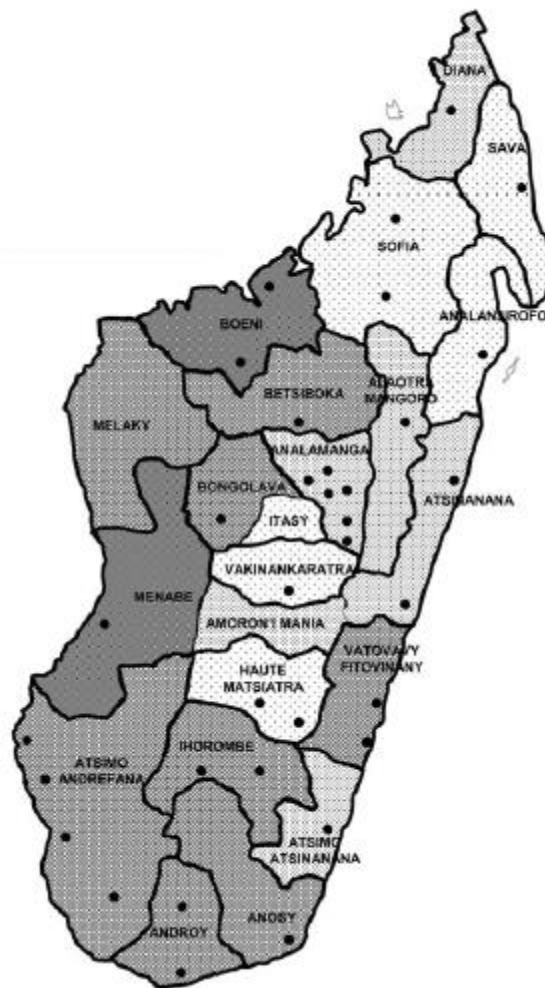 DIANA
SAVA
SOFIA
ANALANJIROFO
BOENI
BETSIBOKA
ALAOTRA
MANGORO
MELAKY
ANALAMANGA
BONGOLAVA
ATSINANANA
ITASY
VAKINANKARATRA
MENABE
AMORON'I MANIA
VATOVAVY
FITOVINANY
HAUTE
MATSIATRA
IHOROMBE
ATSIMO
ANDREFANA
ATSIMO
ATSINANANA
ANOSY
ANDROY